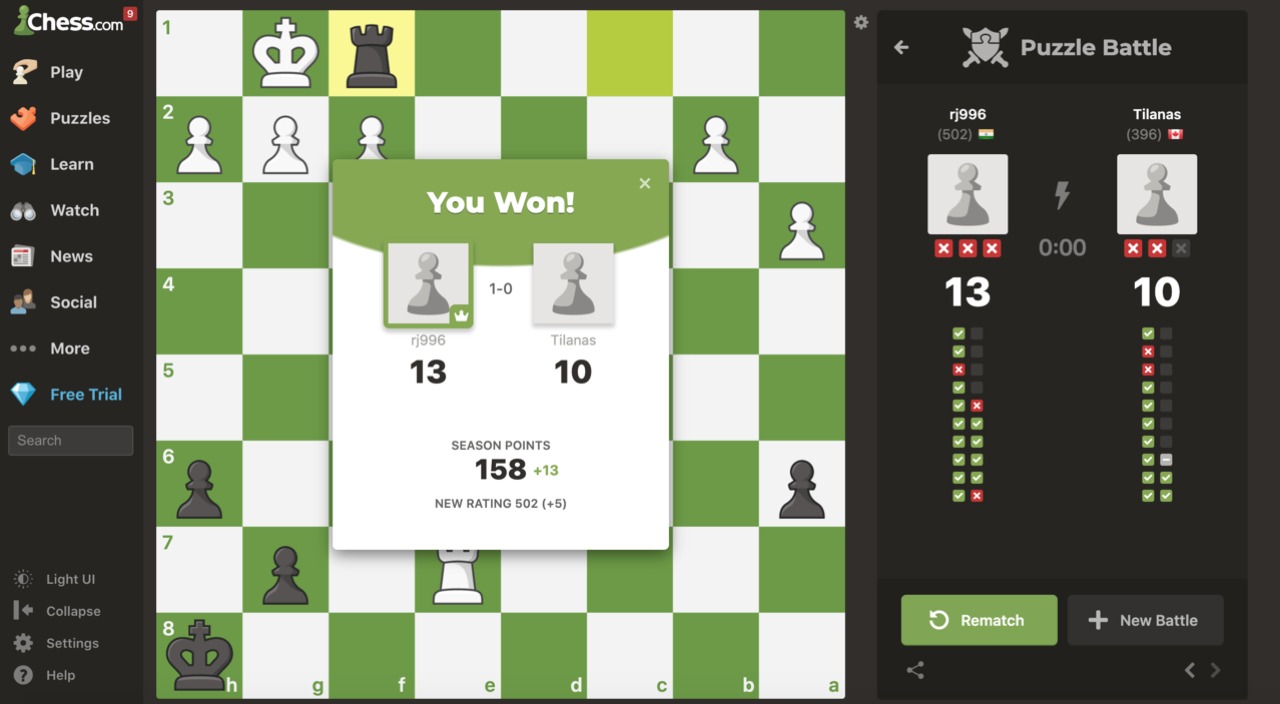 Chess.com
9
Play
Puzzles
Learn
Watch
News
Social
More
Free Trial
Search
Light UI
Collapse
Settings
Help
1
2
3
4
5
6
7
8
h g f e d c b a
You Won!
1-0
rj996 Tilanas
13 10
SEASON POINTS
158 +13
NEW RATING 502 (+5)
Puzzle Battle
rj996 Tilanas
(502) (396)
0:00
13 10
Rematch
New Battle